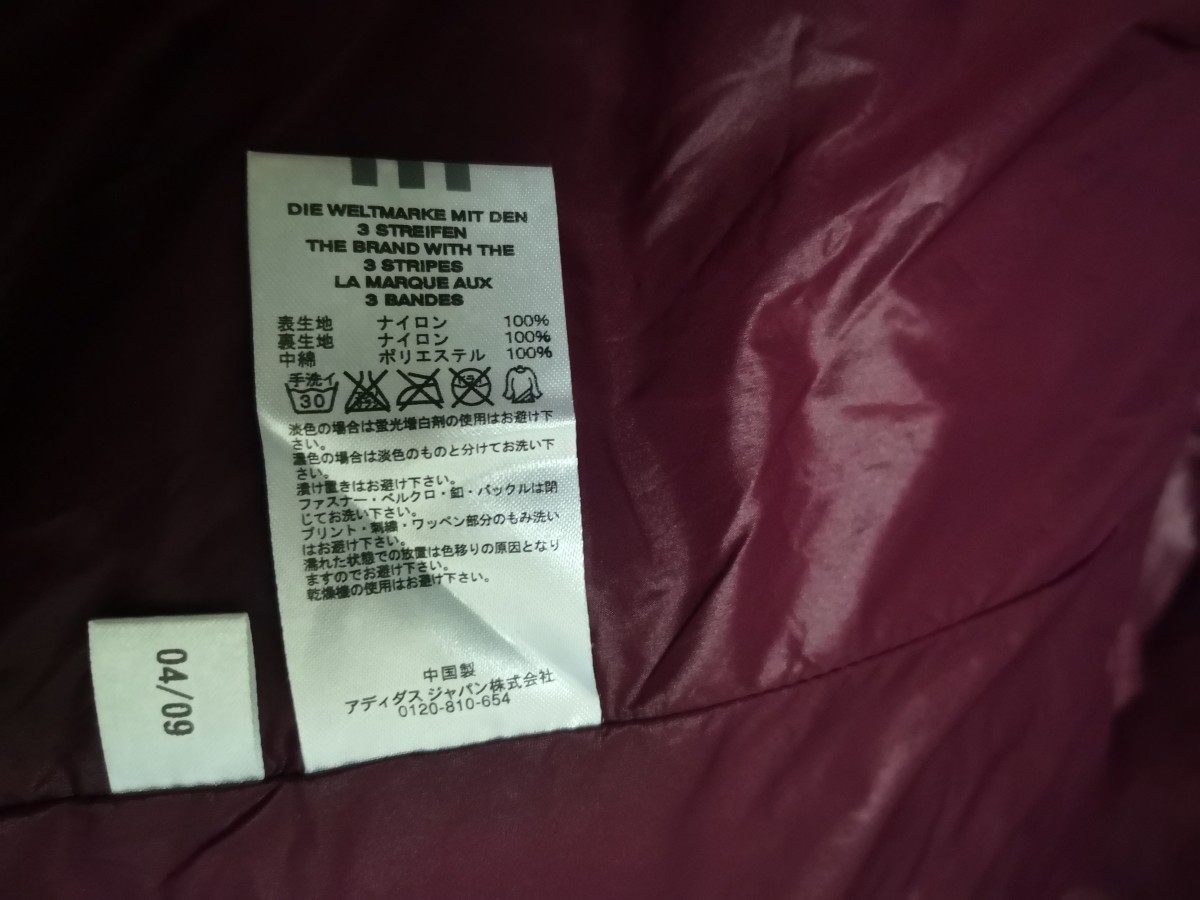 DIE WELTMARKE MIT DEN
3 STREIFEN
THE BRAND WITH THE
3 STRIPES
LA MARQUE AUX
3 BANDES
表生地 ナイロン 100%
裏生地 ナイロン 100%
中綿 ポリエステル 100%
手洗イ
30
淡色の場合は蛍光増白剤の使用はお避け下
さい。
濃色の場合は淡色のものと分けてお洗い下
さい。
漬け置きはお避け下さい。
ファスナー・ベルクロ・釦・バックルは閉
じてお洗い下さい。
プリント・刺繍・ワッペン部分のもみ洗い
はお避け下さい。
濡れた状態での放置は色移りの原因となり
ますのでお避け下さい。
乾燥機の使用はお避け下さい。
中国製
アディダス ジャパン株式会社
0120-810-654
04/09